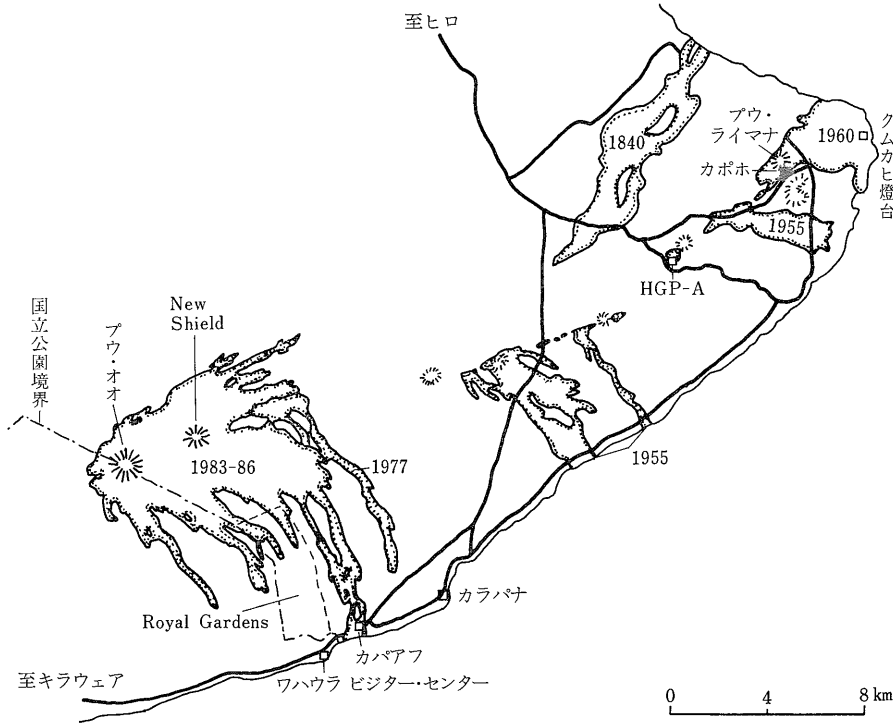 至ヒロ
プウ・
ライマナ
1960
クムカヒ燈台
1840
カポホ
1955
HGP-A
国立公園境界
プウ・オオ
New
Shield
1983-86
1977
1955
Royal Gardens
カラパナ
カパアフ
至キラウェア
ワハウラ ビジター・センター
0 4 8 km